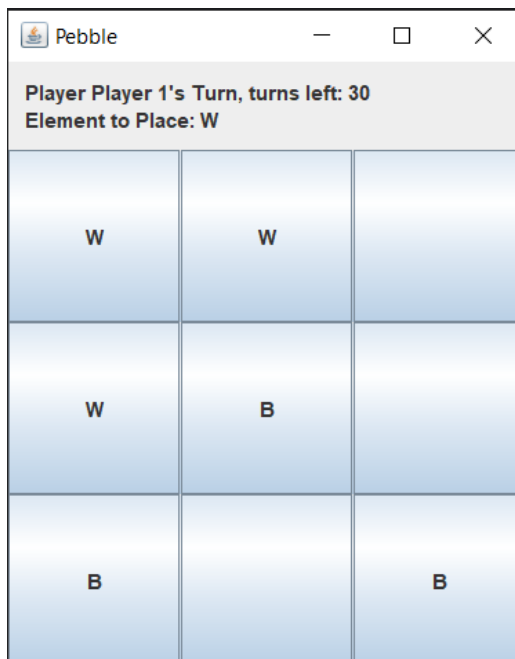 Pebble
Player Player 1's Turn, turns left: 30
Element to Place: W
W W
W B
B B